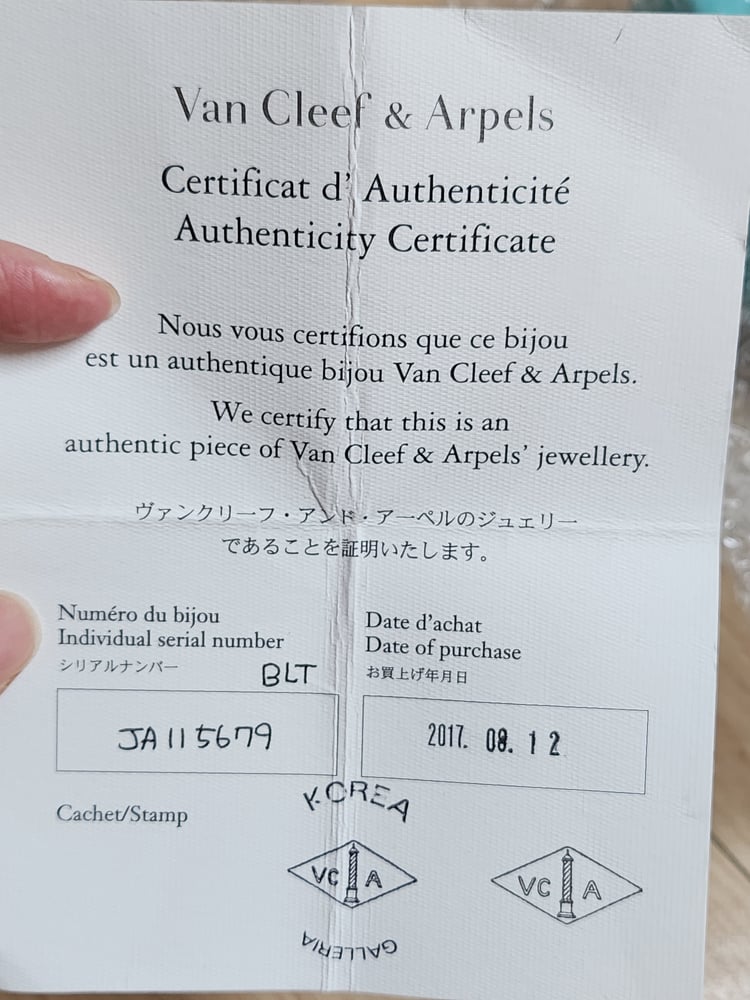 Van Cleef & Arpels
Certificat d' Authenticité
Authenticity Certificate
Nous vous certifions que ce bijou
est un authentique bijou Van Cleef & Arpels.
We certify that this is an
authentic piece of Van Cleef & Arpels' jewellery.
ヴァンクリーフ・アンド・アーペルのジュエリー
であることを証明いたします。
Numéro du bijou
Individual serial number
シリアルナンバー
BLT
JA115679
Date d'achat
Date of purchase
お買上げ年月日
2017. 08. 12
Cachet/Stamp
KOREA
VC A
GALLERIA
VC A